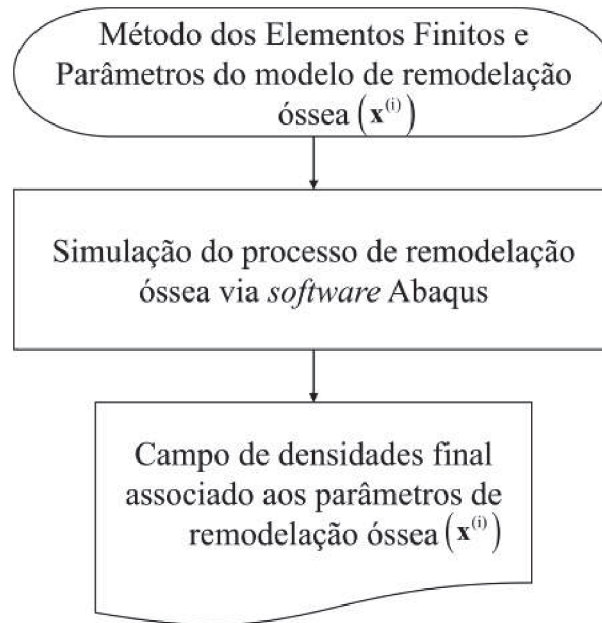 Método dos Elementos Finitos e
Parâmetros do modelo de remodelação
óssea (x⁽ⁱ⁾)
Simulação do processo de remodelação
óssea via software Abaqus
Campo de densidades final
associado aos parâmetros de
remodelação óssea (x⁽ⁱ⁾)